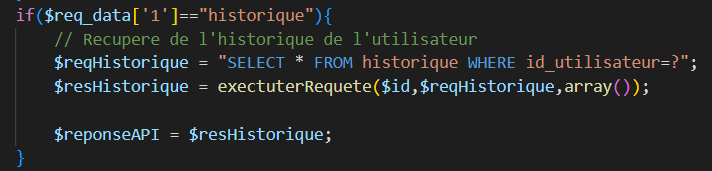 if($req_data['1']=="historique"){
// Recupere de l'historique de l'utilisateur
$reqHistorique = "SELECT * FROM historique WHERE id_utilisateur=?";
$resHistorique = exectuterRequete($id,$reqHistorique,array());
$reponseAPI = $resHistorique;
}